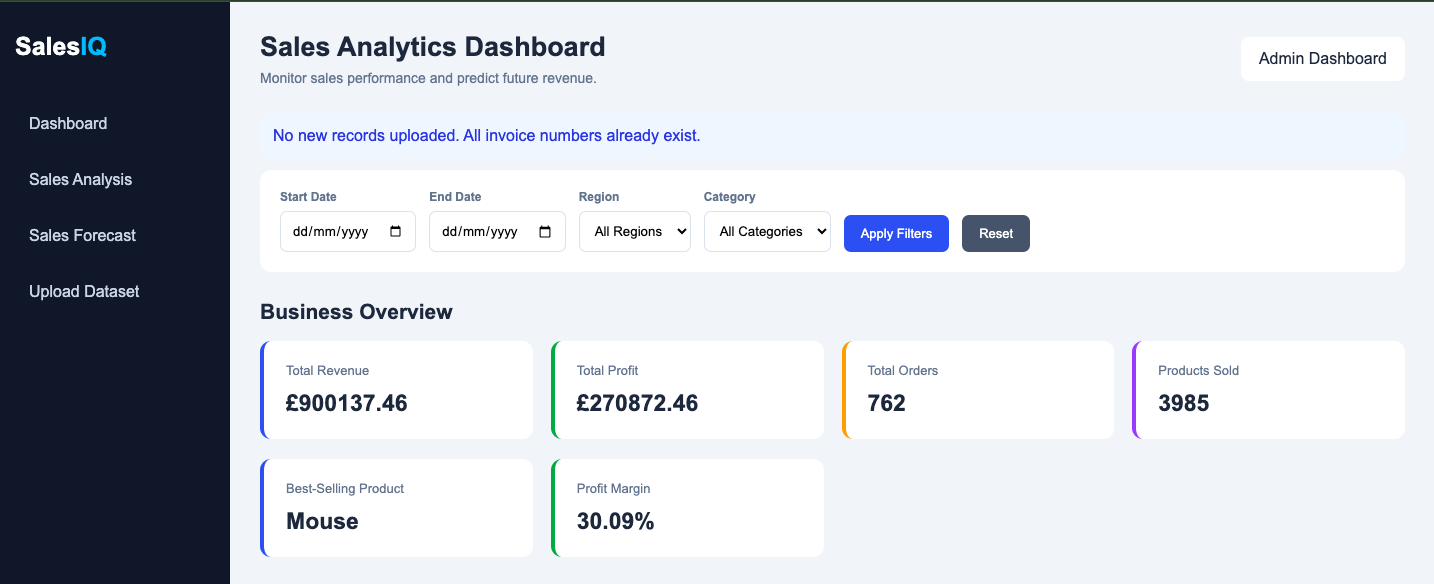 SalesIQ
Dashboard
Sales Analysis
Sales Forecast
Upload Dataset
Sales Analytics Dashboard
Monitor sales performance and predict future revenue.
Admin Dashboard
No new records uploaded. All invoice numbers already exist.
Start Date End Date Region Category
dd/mm/yyyy dd/mm/yyyy All Regions All Categories Apply Filters Reset
Business Overview
Total Revenue Total Profit Total Orders Products Sold
£900137.46 £270872.46 762 3985
Best-Selling Product Profit Margin
Mouse 30.09%